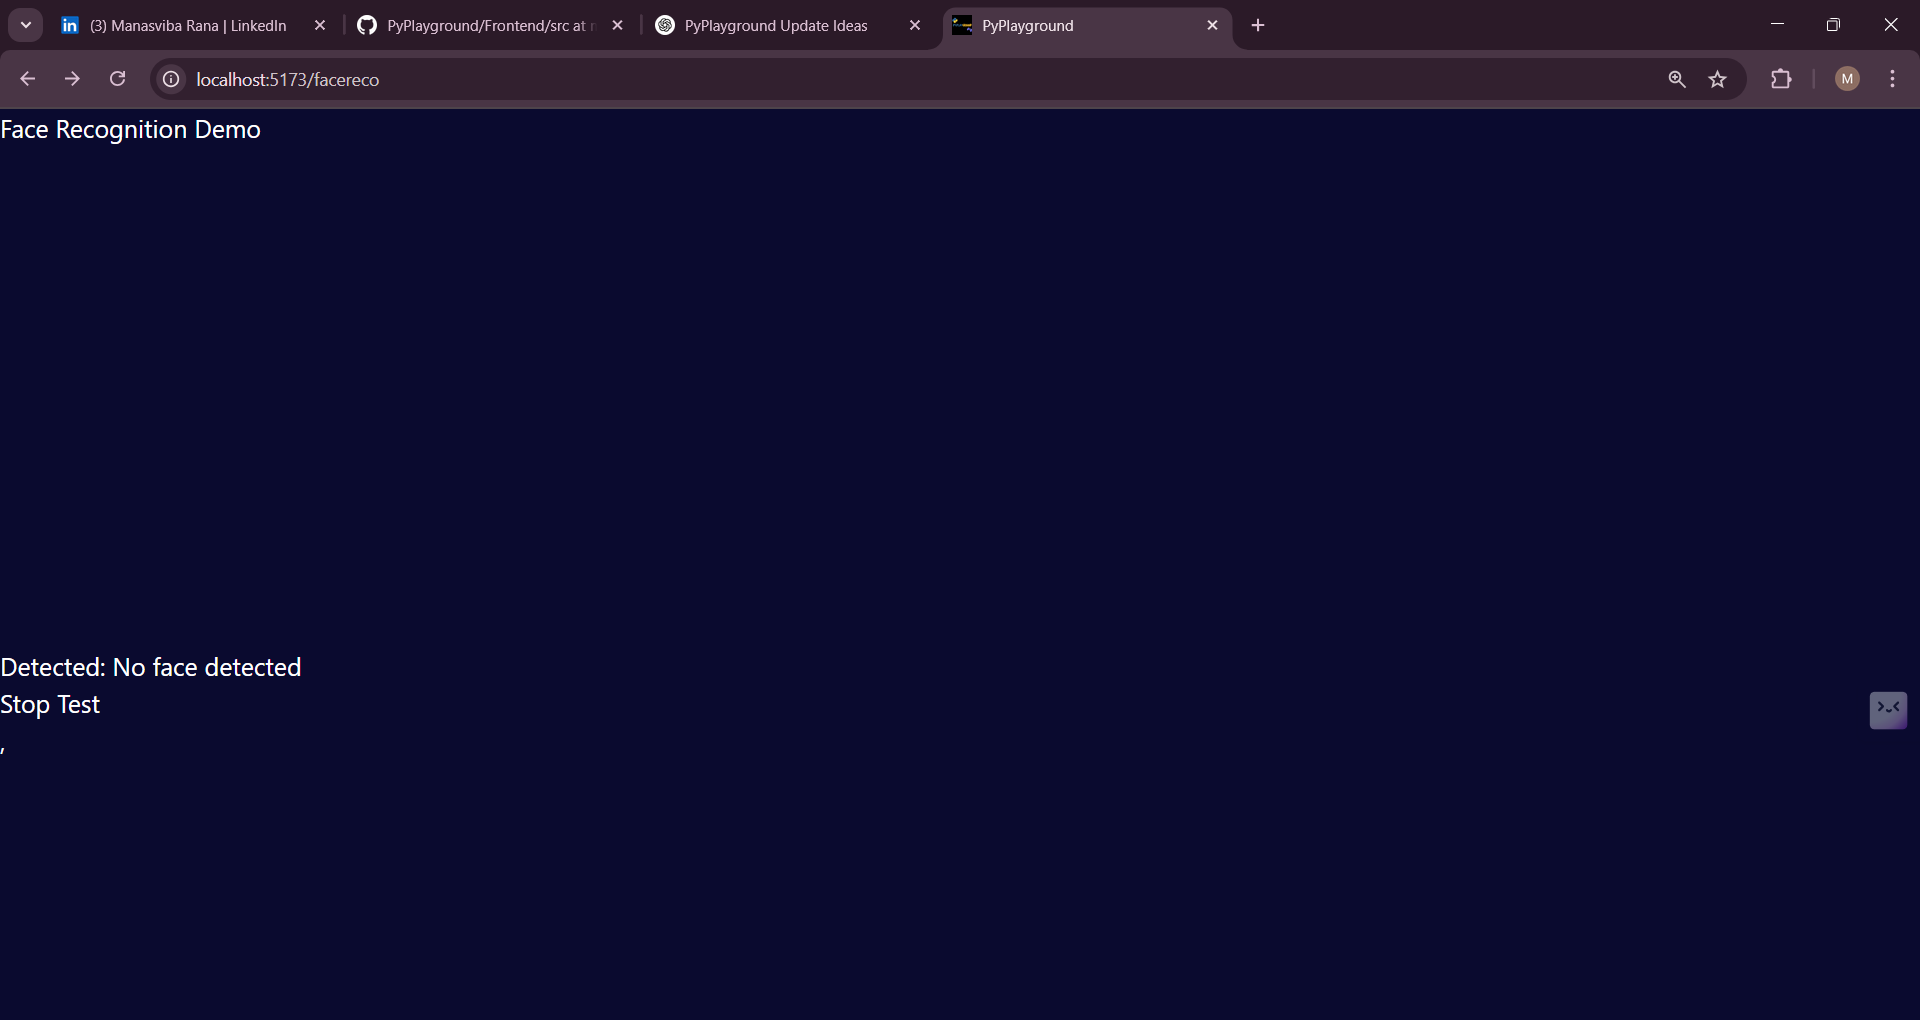 (3) Manasviba Rana | LinkedIn
PyPlayground/Frontend/src at
PyPlayground Update Ideas
PyPlayground
localhost:5173/facereco
M
Face Recognition Demo
Detected: No face detected
Stop Test
,